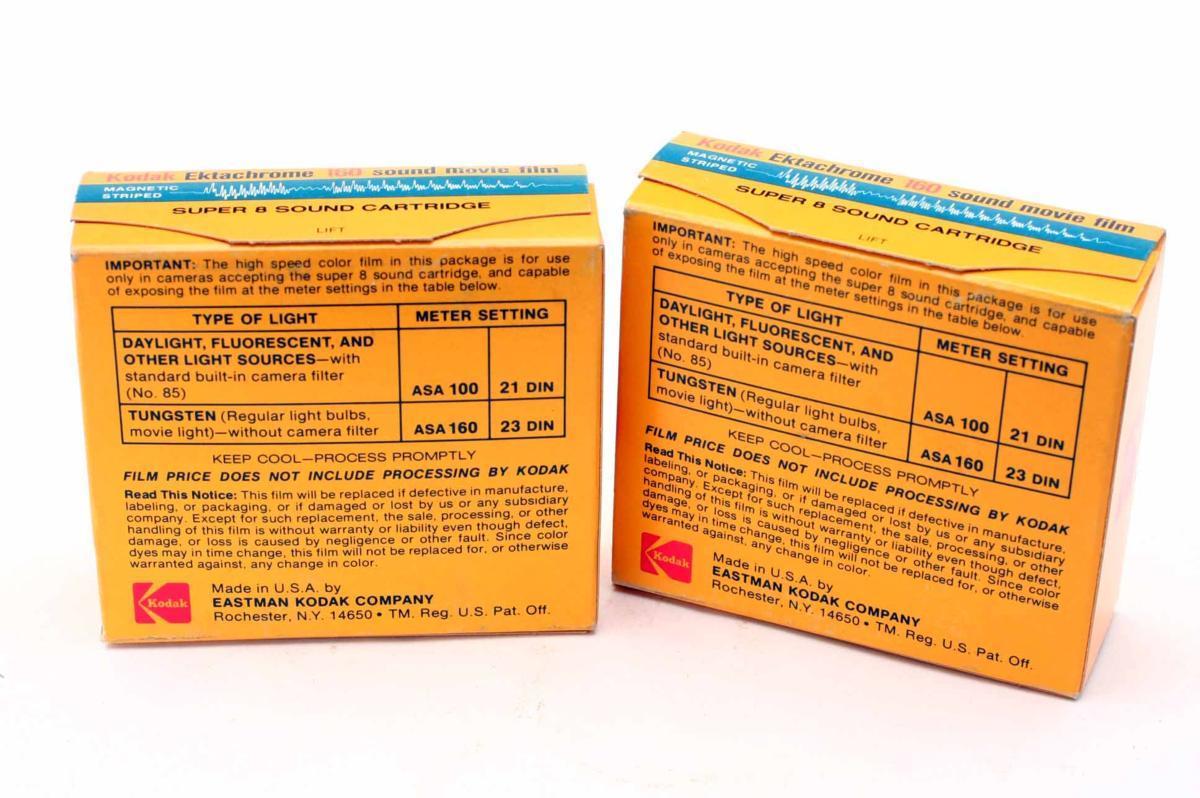 Kodak Ektachrome 160 sound movie film
MAGNETIC
STRIPED
SUPER 8 SOUND CARTRIDGE
LIFT
IMPORTANT: The high speed color film in this package is for use
only in cameras accepting the super 8 sound cartridge, and capable
of exposing the film at the meter settings in the table below.
TYPE OF LIGHT METER SETTING
DAYLIGHT, FLUORESCENT, AND
OTHER LIGHT SOURCES—with
standard built-in camera filter
(No. 85) ASA 100 21 DIN
TUNGSTEN (Regular light bulbs,
movie light)—without camera filter ASA 160 23 DIN
KEEP COOL—PROCESS PROMPTLY
FILM PRICE DOES NOT INCLUDE PROCESSING BY KODAK
Read This Notice: This film will be replaced if defective in manufacture,
labeling, or packaging, or if damaged or lost by us or any subsidiary
company. Except for such replacement, the sale, processing, or other
handling of this film is without warranty or liability even though defect,
damage, or loss is caused by negligence or other fault. Since color
dyes may in time change, this film will not be replaced for, or otherwise
warranted against, any change in color.
Kodak
Made in U.S.A. by
EASTMAN KODAK COMPANY
Rochester, N.Y. 14650 • TM. Reg. U.S. Pat. Off.
Kodak Ektachrome 160 sound movie film
MAGNETIC
STRIPED
SUPER 8 SOUND CARTRIDGE
LIFT
IMPORTANT: The high speed color film in this package is for use
only in cameras accepting the super 8 sound cartridge, and capable
of exposing the film at the meter settings in the table below.
TYPE OF LIGHT METER SETTING
DAYLIGHT, FLUORESCENT, AND
OTHER LIGHT SOURCES—with
standard built-in camera filter
(No. 85) ASA 100 21 DIN
TUNGSTEN (Regular light bulbs,
movie light)—without camera filter ASA 160 23 DIN
KEEP COOL—PROCESS PROMPTLY
FILM PRICE DOES NOT INCLUDE PROCESSING BY KODAK
Read This Notice: This film will be replaced if defective in manufacture,
labeling, or packaging, or if damaged or lost by us or any subsidiary
company. Except for such replacement, the sale, processing, or other
handling of this film is without warranty or liability even though defect,
damage, or loss is caused by negligence or other fault. Since color
dyes may in time change, this film will not be replaced for, or otherwise
warranted against, any change in color.
Kodak
Made in U.S.A. by
EASTMAN KODAK COMPANY
Rochester, N.Y. 14650 • TM. Reg. U.S. Pat. Off.